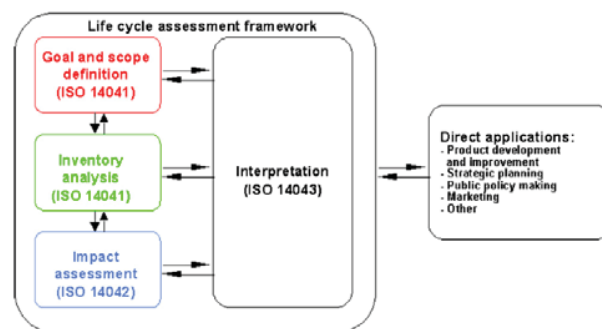 Life cycle assessment framework
Goal and scope
definition
(ISO 14041)
Inventory
analysis
(ISO 14041)
Impact
assessment
(ISO 14042)
Interpretation
(ISO 14043)
Direct applications:
- Product development
and improvement
- Strategic planning
- Public policy making
- Marketing
- Other